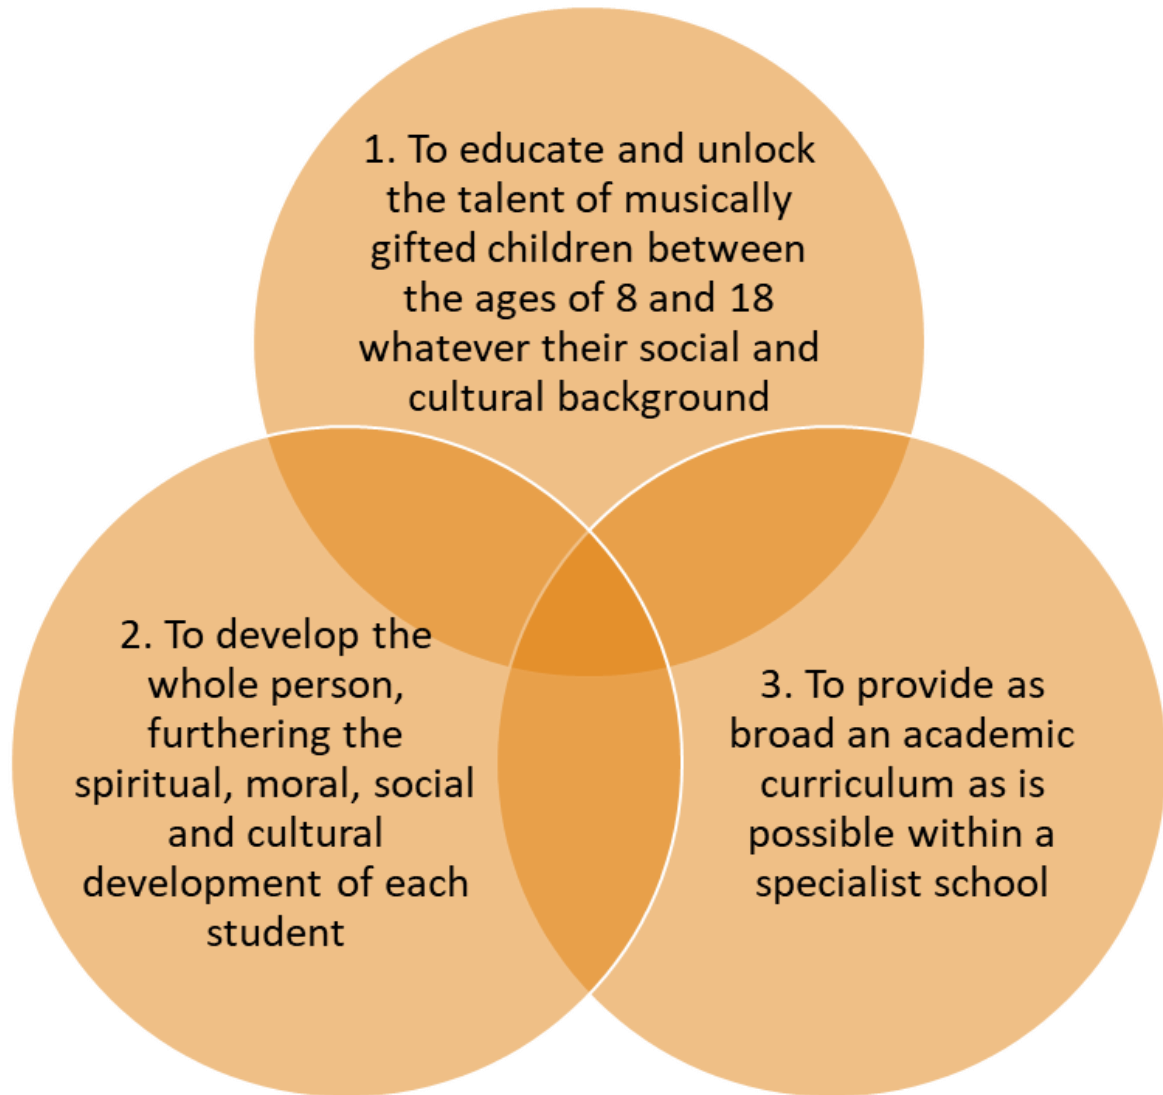 1. To educate and unlock
the talent of musically
gifted children between
the ages of 8 and 18
whatever their social and
cultural background
2. To develop the
whole person,
furthering the
spiritual, moral, social
and cultural
development of each
student
3. To provide as
broad an academic
curriculum as is
possible within a
specialist school